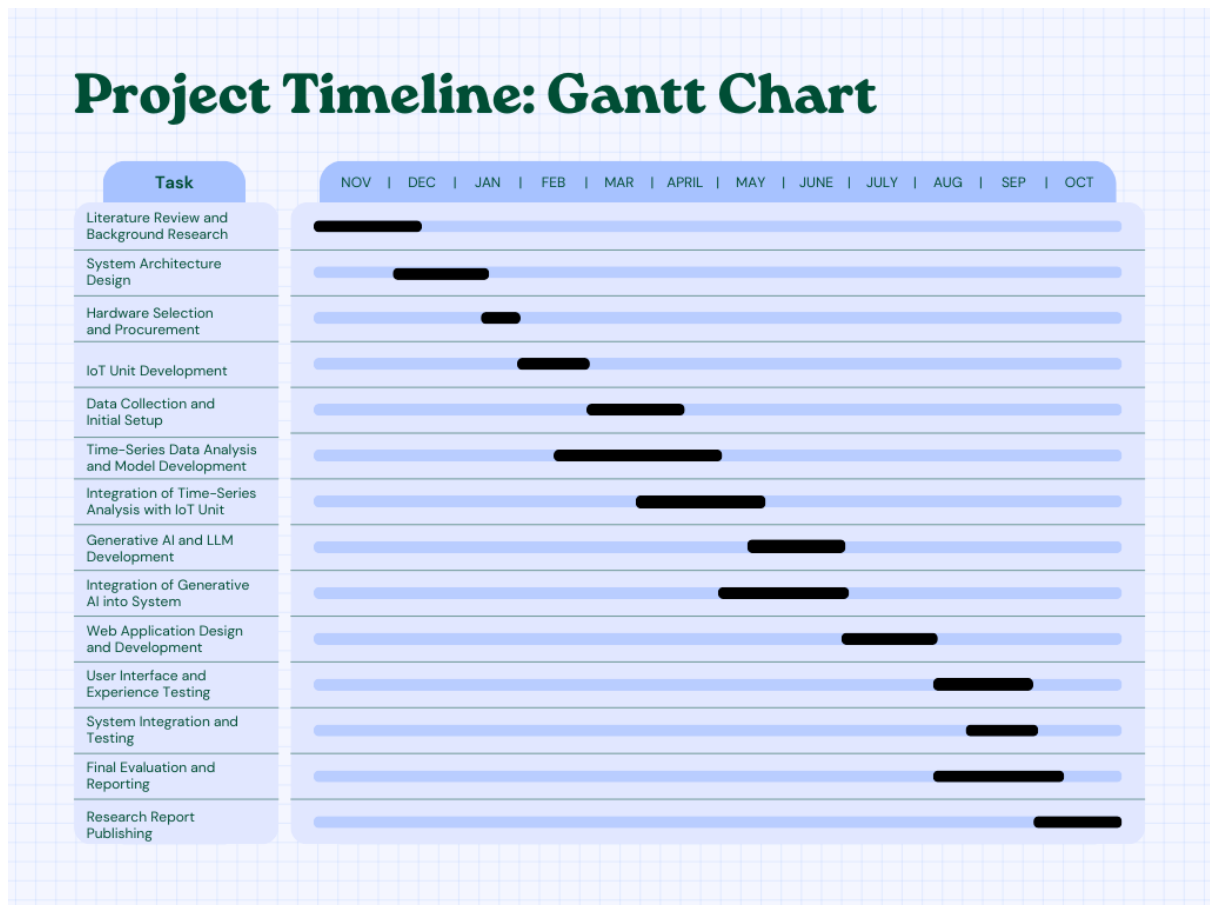 Project Timeline: Gantt Chart
Task
NOV | DEC | JAN | FEB | MAR | APRIL | MAY | JUNE | JULY | AUG | SEP | OCT
Literature Review and
Background Research
System Architecture
Design
Hardware Selection
and Procurement
IoT Unit Development
Data Collection and
Initial Setup
Time-Series Data Analysis
and Model Development
Integration of Time-Series
Analysis with IoT Unit
Generative AI and LLM
Development
Integration of Generative
AI into System
Web Application Design
and Development
User Interface and
Experience Testing
System Integration and
Testing
Final Evaluation and
Reporting
Research Report
Publishing